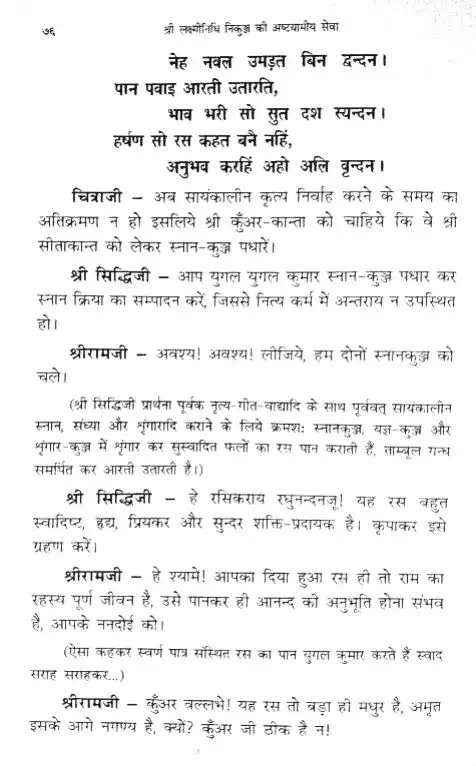 ७६
श्री लक्ष्मीनिधि निकुञ्ज की अष्टयामीय सेवा
नेह नवल उमड़त बिन द्वन्दन।
पान पवाइ आरती उतारति,
भाव भरी सो सुत दश स्यन्दन।
हर्षण सो रस कहत बनै नहिं,
अनुभव करहिं अहो अलि वृन्दन।
चित्राजी – अब सायंकालीन कृत्य निर्वाह करने के समय का
अतिक्रमण न हो इसलिये श्री कुँअर-कान्ता को चाहिये कि वे श्री
सीताकान्त को लेकर स्नान-कुञ्ज पधारें।
श्री सिद्धिजी – आप युगल युगल कुमार स्नान-कुञ्ज पधार कर
स्नान क्रिया का सम्पादन करें, जिससे नित्य कर्म में अन्तराय न उपस्थित
हो।
श्रीरामजी – अवश्य! अवश्य! लीजिये, हम दोनों स्नानकुञ्ज को
चले।
(श्री सिद्धिजी प्रार्थना पूर्वक नृत्य-गीत-वाद्यादि के साथ पूर्ववत् सायंकालीन
स्नान, संध्या और शृंगारादि कराने के लिये क्रमशः स्नानकुञ्ज, यज्ञ-कुञ्ज और
शृंगार-कुञ्ज में शृंगार कर सुस्वादित फलों का रस पान कराती हैं, ताम्बूल गन्ध
समर्पित कर आरती उतारती है।)
श्री सिद्धिजी – हे रसिकराय रघुनन्दनजू! यह रस बहुत
स्वादिष्ट, हृद्य, प्रियकर और सुन्दर शक्ति-प्रदायक है। कृपाकर इसे
ग्रहण करें।
श्रीरामजी – हे श्यामे! आपका दिया हुआ रस ही तो राम का
रहस्य पूर्ण जीवन है, उसे पानकर ही आनन्द की अनुभूति होना संभव
है, आपके ननदोई को।
(ऐसा कहकर स्वर्ण पात्र संस्थित रस का पान युगल कुमार करते हैं स्वाद
सराह सराहकर...)
श्रीरामजी – कुँअर वल्लभे! यह रस तो बड़ा ही मधुर है, अमृत
इसके आगे नगण्य है, क्यों? कुँअर जी ठीक है न!